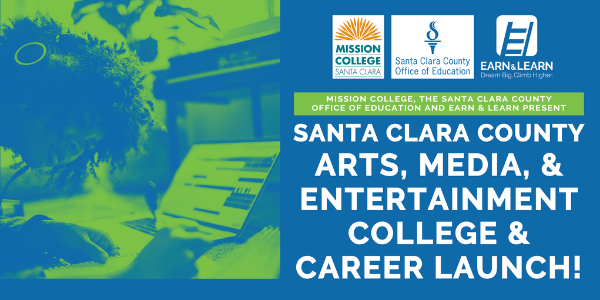 MISSION
COLLEGE
SANTA CLARA
Santa Clara County
Office of Education
EARN&LEARN
Dream Big, Climb Higher.
MISSION COLLEGE, THE SANTA CLARA COUNTY
OFFICE OF EDUCATION AND EARN & LEARN PRESENT
SANTA CLARA COUNTY
ARTS, MEDIA, &
ENTERTAINMENT
COLLEGE &
CAREER LAUNCH!